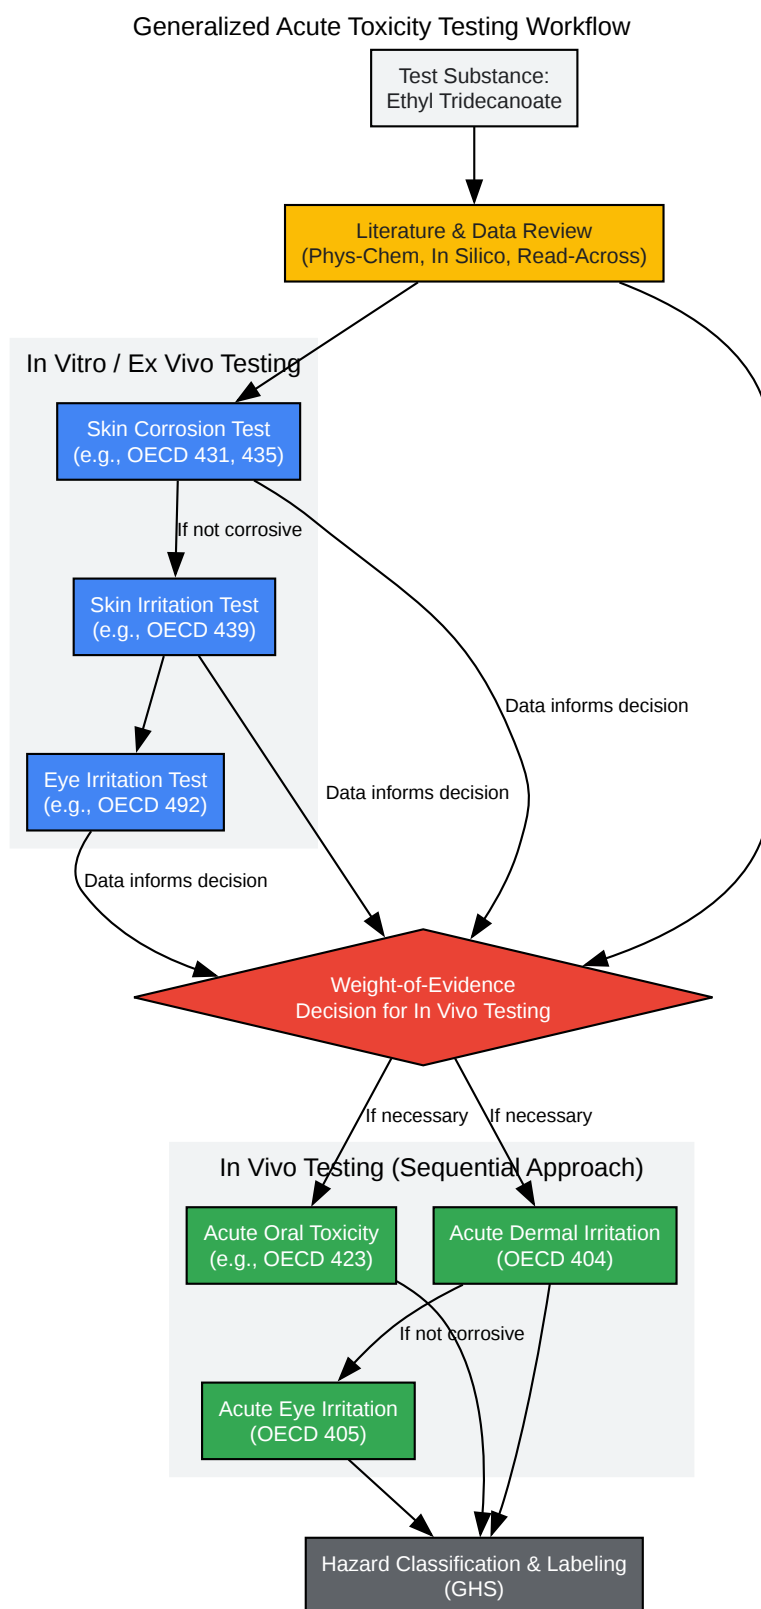 Generalized Acute Toxicity Testing Workflow
Test Substance:
Ethyl Tridecanoate
Literature & Data Review
(Phys-Chem, In Silico, Read-Across)
In Vitro / Ex Vivo Testing
Skin Corrosion Test
(e.g., OECD 431, 435)
If not corrosive
Skin Irritation Test
(e.g., OECD 439)
Data informs decision
Eye Irritation Test
(e.g., OECD 492)
Data informs decision
Data informs decision
Weight-of-Evidence
Decision for In Vivo Testing
If necessary
If necessary
In Vivo Testing (Sequential Approach)
Acute Oral Toxicity
(e.g., OECD 423)
Acute Dermal Irritation
(OECD 404)
If not corrosive
Acute Eye Irritation
(OECD 405)
Hazard Classification & Labeling
(GHS)